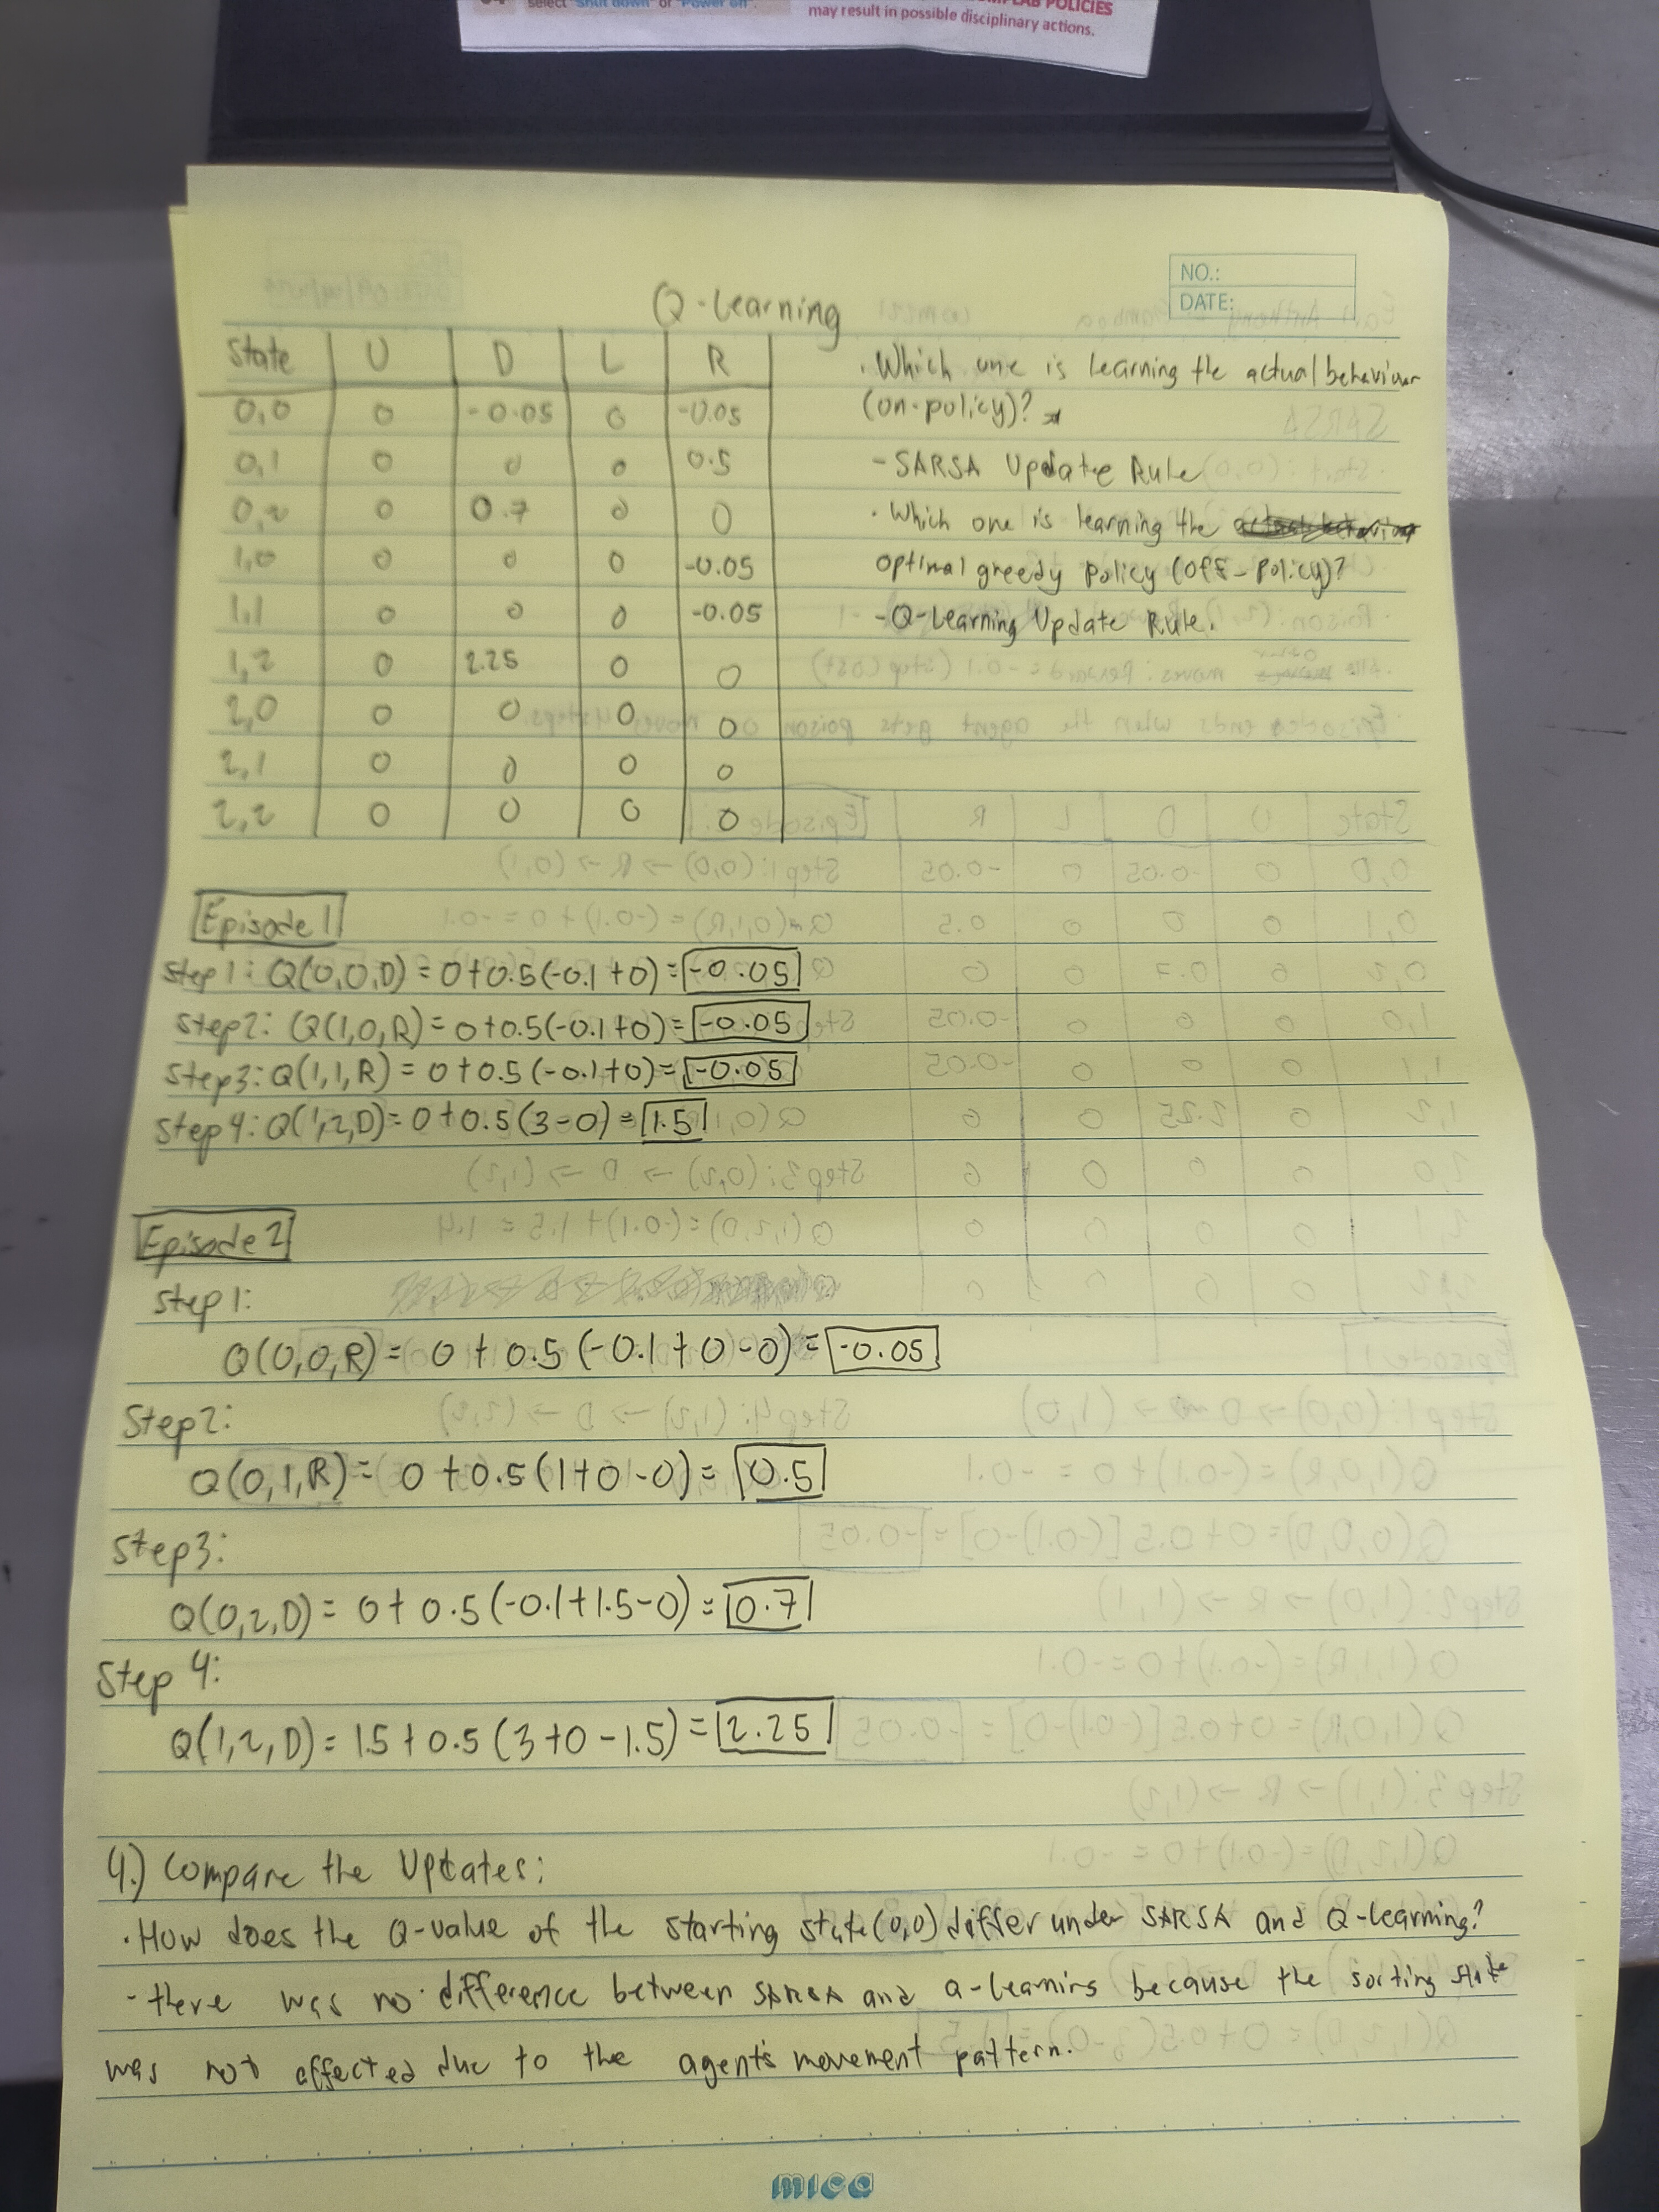 select "Shut down" or "Power off".
COMPLAB POLICIES
may result in possible disciplinary actions.
NO.:
DATE:
Q-Learning
State U D L R
0,0 0 -0.05 0 -0.05
0,1 0 0 0 0.5
0,2 0 0.7 0 0
1,0 0 0 0 -0.05
1,1 0 0 0 -0.05
1,2 0 2.25 0 0
2,0 0 0 0 0
2,1 0 0 0 0
2,2 0 0 0 0
. Which one is learning the actual behaviour
(on-policy)?
- SARSA Update Rule
. Which one is learning the
optimal greedy policy (off-policy)?
- Q-Learning Update Rule.
Episode 1
Step 1: Q(0,0,D) = 0+0.5(-0.1+0) = -0.05
Step 2: Q(1,0,R) = 0+0.5(-0.1+0) = -0.05
Step 3: Q(1,1,R) = 0+0.5(-0.1+0) = -0.05
Step 4: Q(1,2,D) = 0+0.5(3-0) = 1.5
Episode 2
Step 1:
Q(0,0,R) = 0 + 0.5 (-0.1 + 0 - 0) = -0.05
Step 2:
Q(0,1,R) = 0 + 0.5 (1+0-0) = 0.5
Step 3:
Q(0,2,D) = 0 + 0.5 (-0.1+1.5-0) = 0.7
Step 4:
Q(1,2,D) = 1.5 + 0.5 (3+0-1.5) = 2.25
4.) Compare the Updates:
. How does the Q-value of the starting state (0,0) differ under SARSA and Q-learning?
- there was no difference between SARSA and Q-learning because the sorting state
was not affected due to the agent's movement pattern.
mica